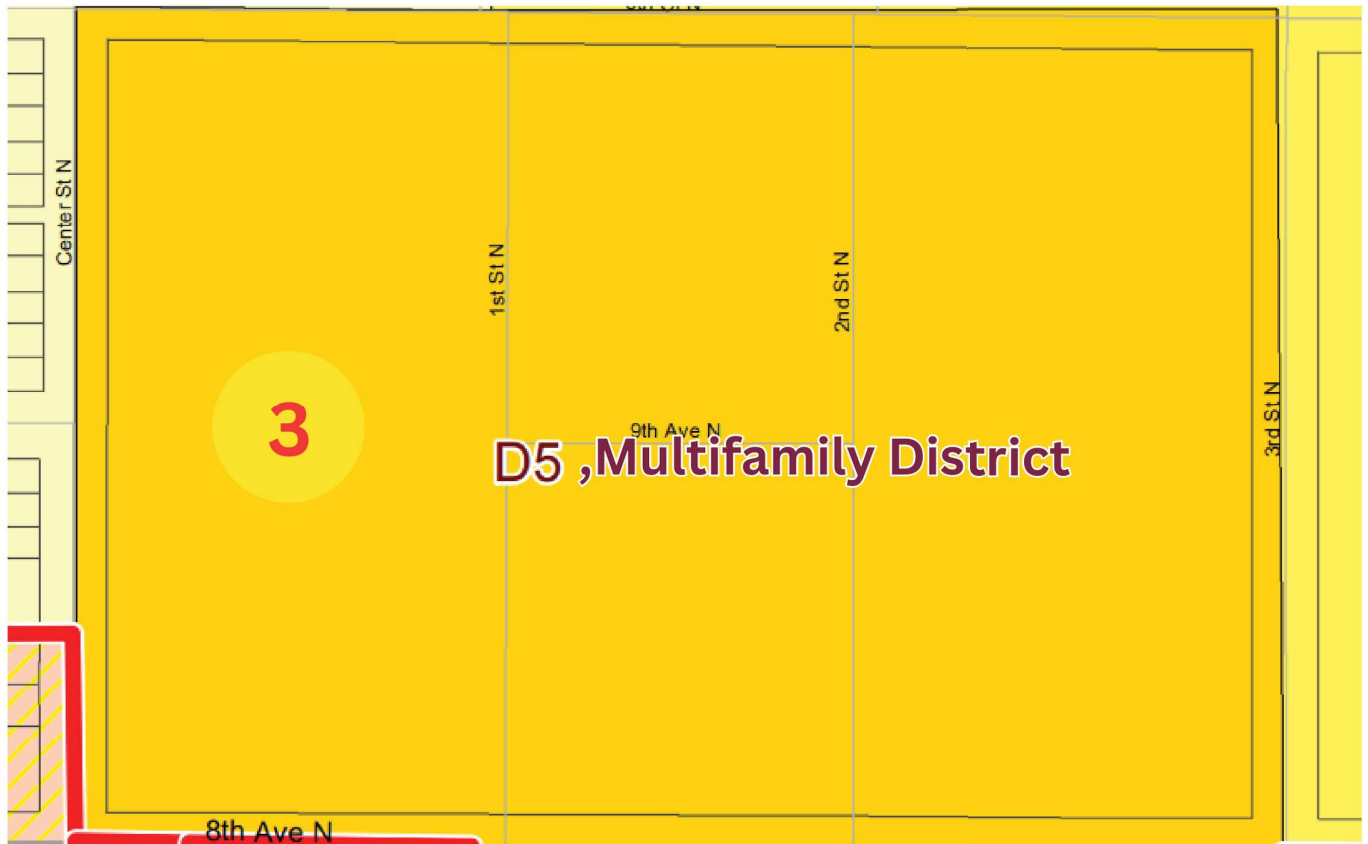 Center St N
1st St N
2nd St N
3rd St N
3
9th Ave N
D5 ,Multifamily District
8th Ave N